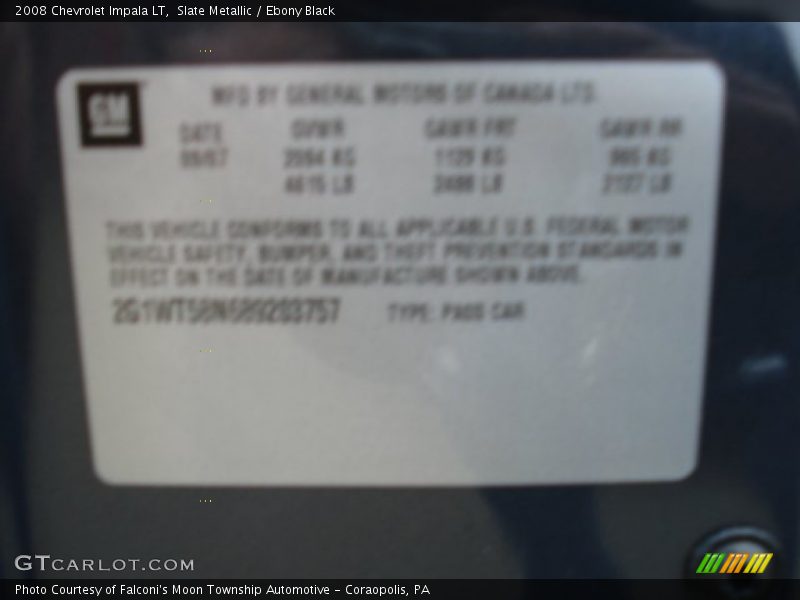 2008 Chevrolet Impala LT,  Slate Metallic / Ebony Black
GM
MFD BY GENERAL MOTORS OF CANADA LTD
DATE GVWR GAWR FRT GAWR RR
09/07 2094 KG 1129 KG 965 KG
4615 LB 2488 LB 2127 LB
THIS VEHICLE CONFORMS TO ALL APPLICABLE U.S. FEDERAL MOTOR
VEHICLE SAFETY, BUMPER, AND THEFT PREVENTION STANDARDS IN
EFFECT ON THE DATE OF MANUFACTURE SHOWN ABOVE.
TYPE: PASS CAR
GTCARLOT.COM
Photo Courtesy of Falconi's Moon Township Automotive - Coraopolis, PA